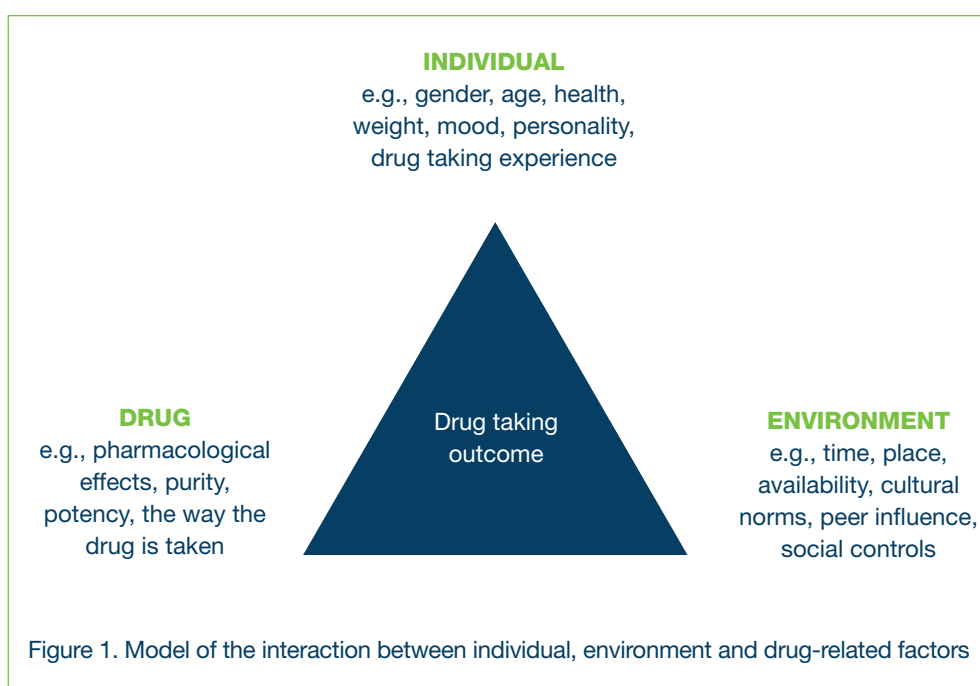 INDIVIDUAL
e.g., gender, age, health,
weight, mood, personality,
drug taking experience
Drug taking
outcome
DRUG
e.g., pharmacological
effects, purity,
potency, the way the
drug is taken
ENVIRONMENT
e.g., time, place,
availability, cultural
norms, peer influence,
social controls
Figure 1. Model of the interaction between individual, environment and drug-related factors